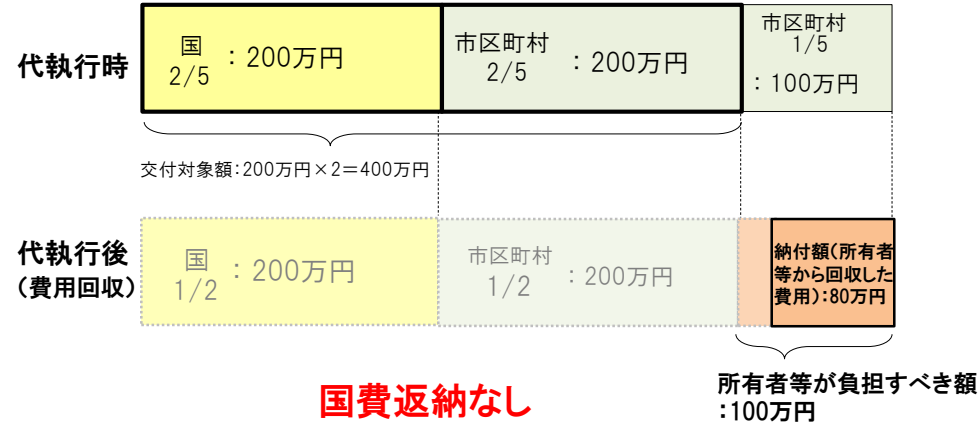 代執行時
国
2/5
：200万円
市区町村
2/5
：200万円
市区町村
1/5
：100万円
交付対象額：200万円×2＝400万円
代執行後
（費用回収）
国
1/2
：200万円
市区町村
1/2
：200万円
納付額（所有者
等から回収した
費用）：80万円
国費返納なし
所有者等が負担すべき額
：100万円